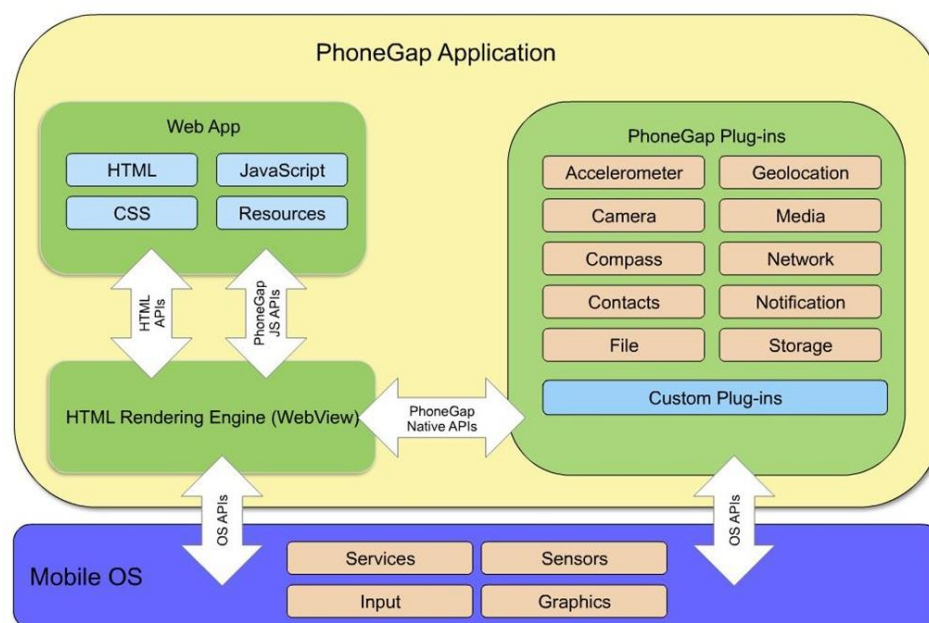 PhoneGap Application
Web App
HTML
JavaScript
CSS
Resources
HTML
APIs
PhoneGap
JS APIs
HTML Rendering Engine (WebView)
PhoneGap
Native APIs
PhoneGap Plug-ins
Accelerometer
Geolocation
Camera
Media
Compass
Network
Contacts
Notification
File
Storage
Custom Plug-ins
OS APIs
OS APIs
Mobile OS
Services
Sensors
Input
Graphics